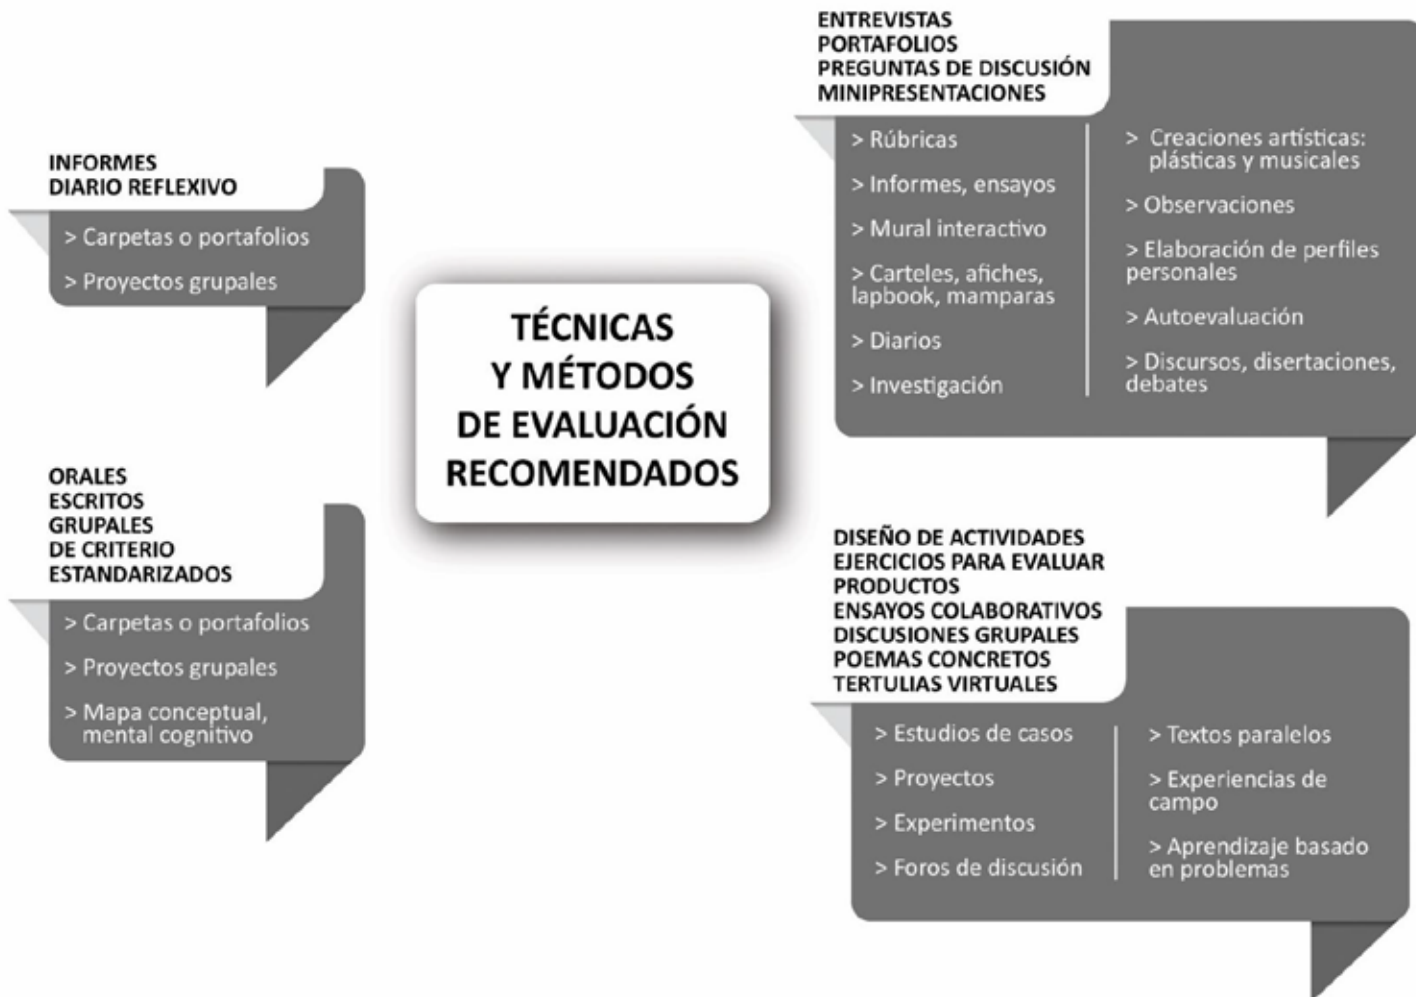 INFORMES
DIARIO REFLEXIVO
> Carpetas o portafolios
> Proyectos grupales
ORALES
ESCRITOS
GRUPALES
DE CRITERIO
ESTANDARIZADOS
> Carpetas o portafolios
> Proyectos grupales
> Mapa conceptual,
mental cognitivo
TÉCNICAS
Y MÉTODOS
DE EVALUACIÓN
RECOMENDADOS
ENTREVISTAS
PORTAFOLIOS
PREGUNTAS DE DISCUSIÓN
MINIPRESENTACIONES
> Rúbricas
> Informes, ensayos
> Mural interactivo
> Carteles, afiches,
lapbook, mamparas
> Diarios
> Investigación
> Creaciones artísticas:
plásticas y musicales
> Observaciones
> Elaboración de perfiles
personales
> Autoevaluación
> Discursos, disertaciones,
debates
DISEÑO DE ACTIVIDADES
EJERCICIOS PARA EVALUAR
PRODUCTOS
ENSAYOS COLABORATIVOS
DISCUSIONES GRUPALES
POEMAS CONCRETOS
TERTULIAS VIRTUALES
> Estudios de casos
> Proyectos
> Experimentos
> Foros de discusión
> Textos paralelos
> Experiencias de
campo
> Aprendizaje basado
en problemas